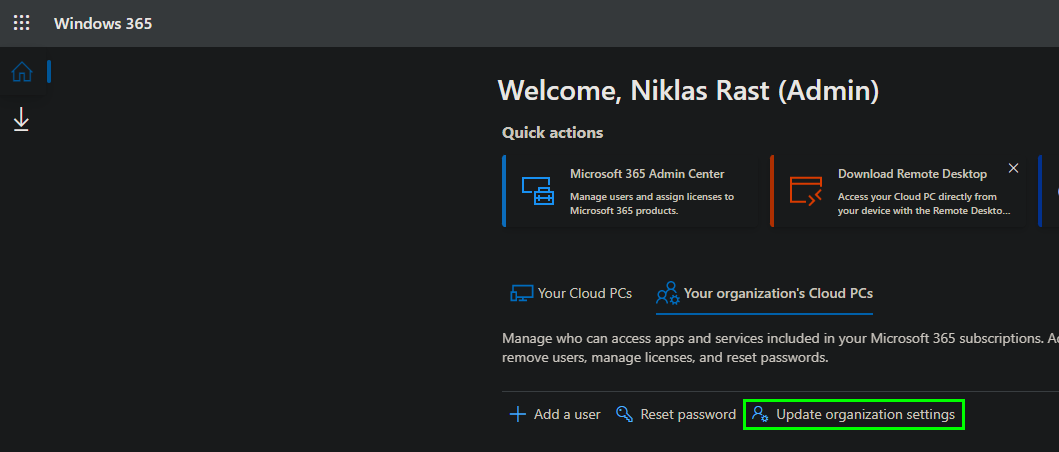 Windows 365
Welcome, Niklas Rast (Admin)
Quick actions
Microsoft 365 Admin Center
Manage users and assign licenses to
Microsoft 365 products.
Download Remote Desktop
Access your Cloud PC directly from
your device with the Remote Deskto...
Your Cloud PCs
Your organization's Cloud PCs
Manage who can access apps and services included in your Microsoft 365 subscriptions.
remove users, manage licenses, and reset passwords.
Add a user
Reset password
Update organization settings